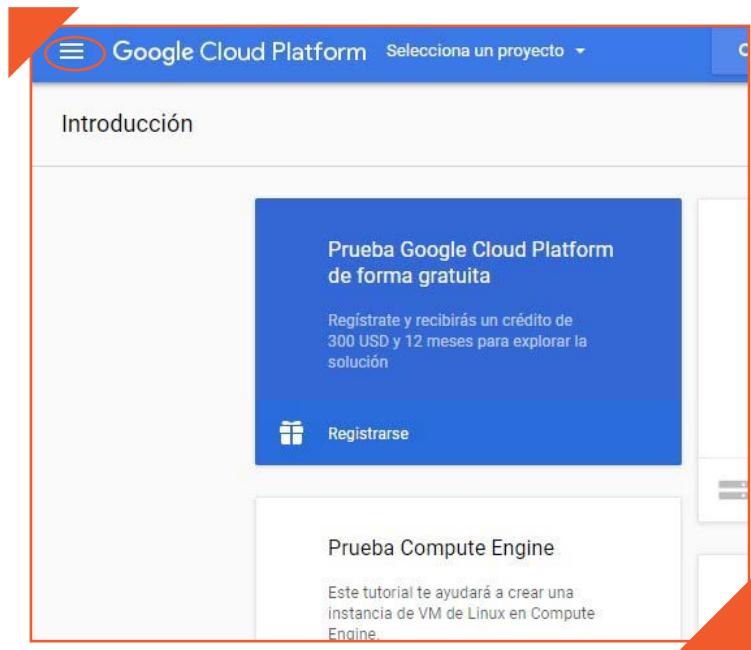 Google Cloud Platform Selecciona un proyecto
Introducción
Prueba Google Cloud Platform
de forma gratuita
Regístrate y recibirás un crédito de
300 USD y 12 meses para explorar la
solución
Registrarse
Prueba Compute Engine
Este tutorial te ayudará a crear una
instancia de VM de Linux en Compute
Engine.